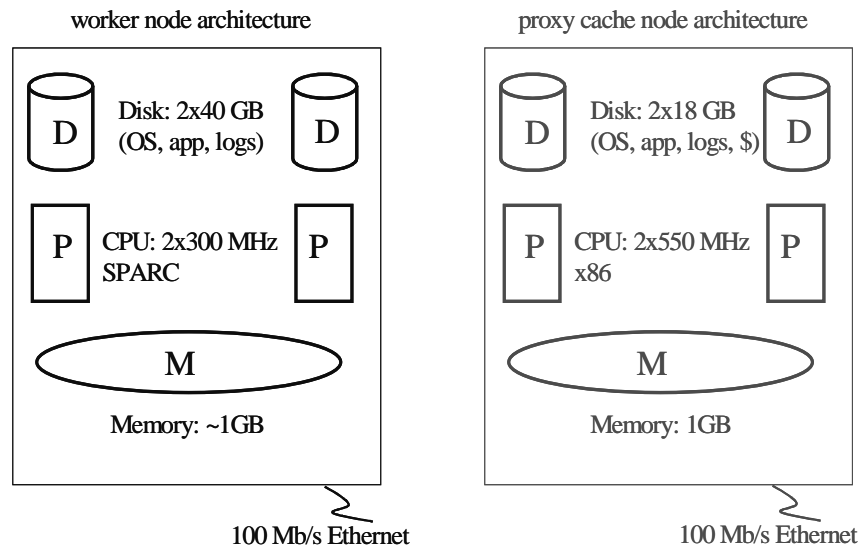 worker node architecture
D
Disk: 2x40 GB
(OS, app, logs)
D
P
CPU: 2x300 MHz
SPARC
P
M
Memory: ~1GB
100 Mb/s Ethernet
proxy cache node architecture
D
Disk: 2x18 GB
(OS, app, logs, $)
D
P
CPU: 2x550 MHz
x86
P
M
Memory: 1GB
100 Mb/s Ethernet